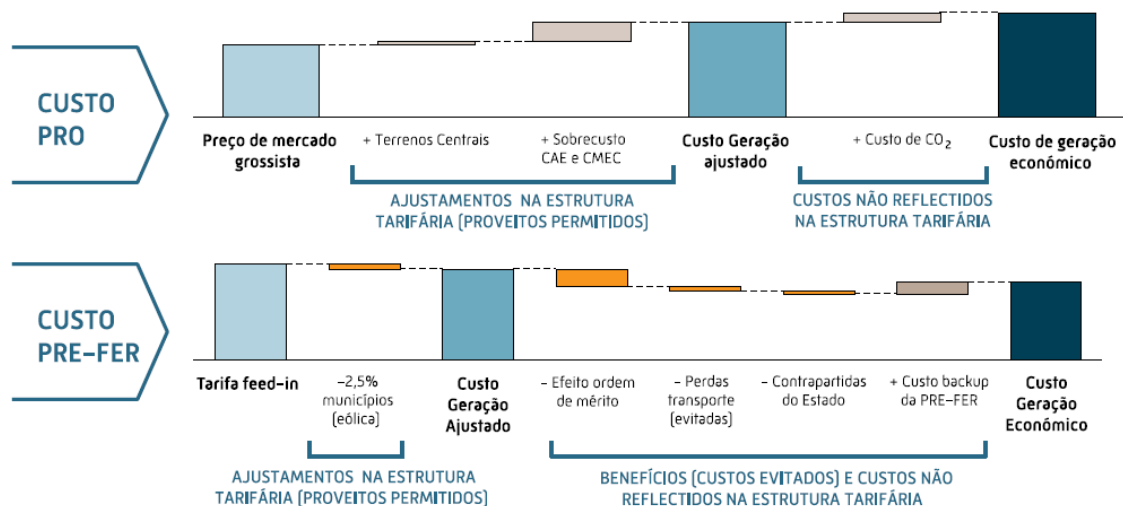 CUSTO
PRO
Preço de mercado
grossista
+ Terrenos Centrais
+ Sobrecusto
CAE e CMEC
Custo Geração
ajustado
+ Custo de CO₂
Custo de geração
económico
AJUSTAMENTOS NA ESTRUTURA
TARIFÁRIA (PROVEITOS PERMITIDOS)
CUSTOS NÃO REFLECTIDOS
NA ESTRUTURA TARIFÁRIA
CUSTO
PRE-FER
Tarifa feed-in
-2,5%
municípios
(eólica)
Custo
Geração
Ajustado
- Efeito ordem
de mérito
- Perdas
transporte
(evitadas)
- Contrapartidas
do Estado
+ Custo backup
da PRE-FER
Custo
Geração
Económico
AJUSTAMENTOS NA ESTRUTURA
TARIFÁRIA (PROVEITOS PERMITIDOS)
BENEFÍCIOS (CUSTOS EVITADOS) E CUSTOS NÃO
REFLECTIDOS NA ESTRUTURA TARIFÁRIA